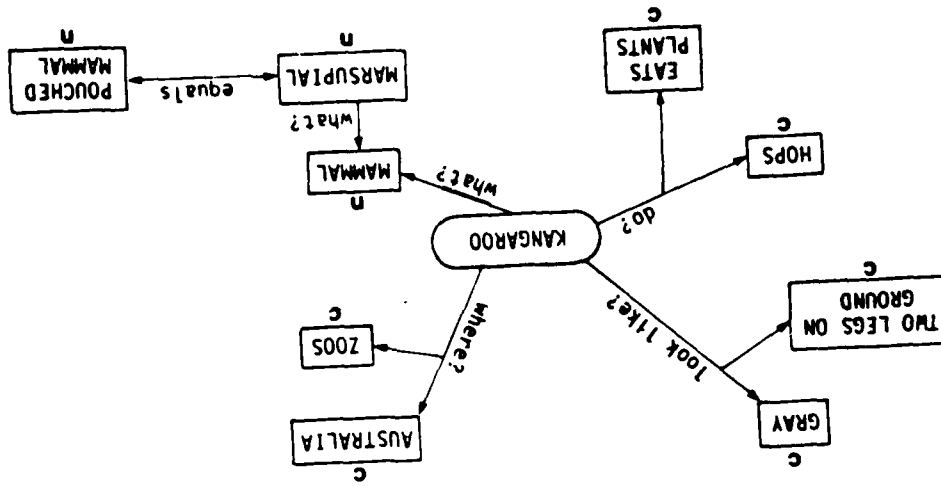 c
GRAY
c
AUSTRALIA
TWO LEGS ON
GROUND
c
look like?
where?
ZOOS
c
KANGAROO
do?
what?
n
MAMMAL
HOPS
c
what?
EATS
PLANTS
c
MARSUPIAL
n
equals
POUCHED
MAMMAL
n